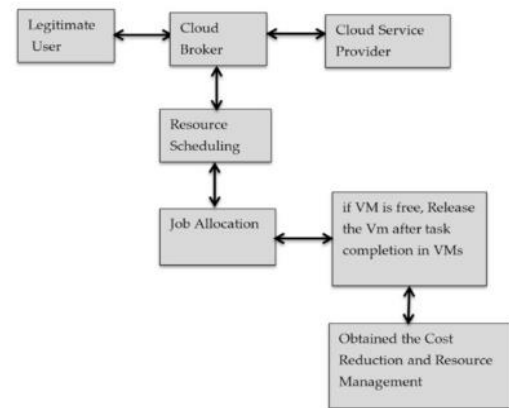 Legitimate
User
Cloud
Broker
Cloud Service
Provider
Resource
Scheduling
Job Allocation
if VM is free, Release
the Vm after task
completion in VMs
Obtained the Cost
Reduction and Resource
Management